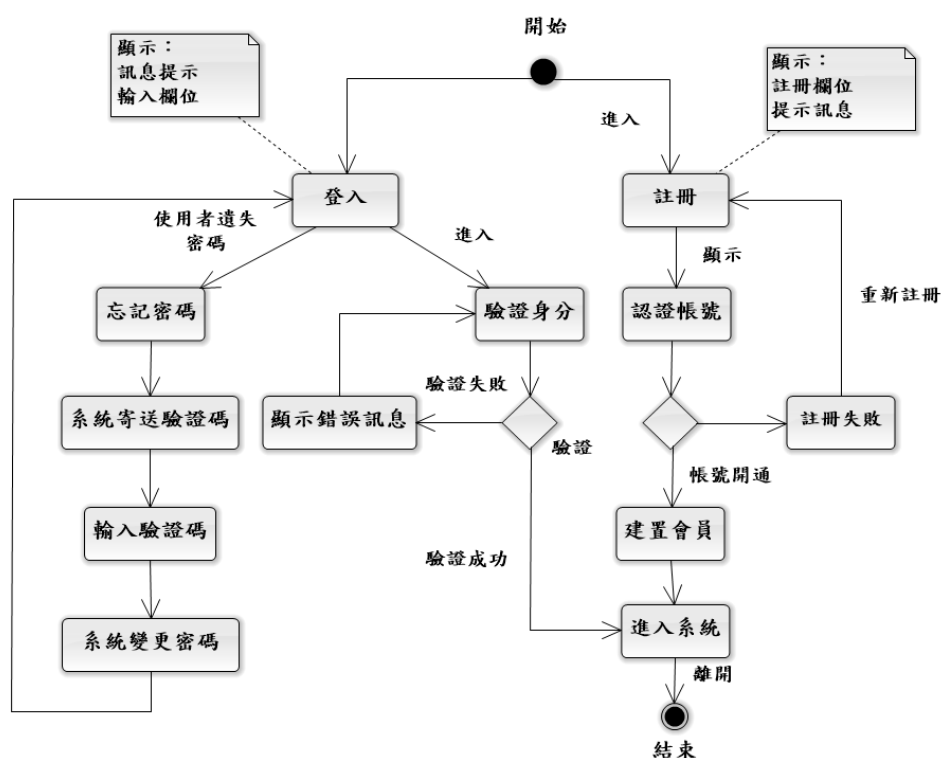 開始
顯示：
訊息提示
輸入欄位
顯示：
註冊欄位
提示訊息
進入
登入
註冊
使用者遺失
密碼
進入
顯示
忘記密碼
驗證身分
認證帳號
重新註冊
驗證失敗
系統寄送驗證碼
顯示錯誤訊息
驗證
註冊失敗
帳號開通
輸入驗證碼
建置會員
驗證成功
系統變更密碼
進入系統
離開
結束